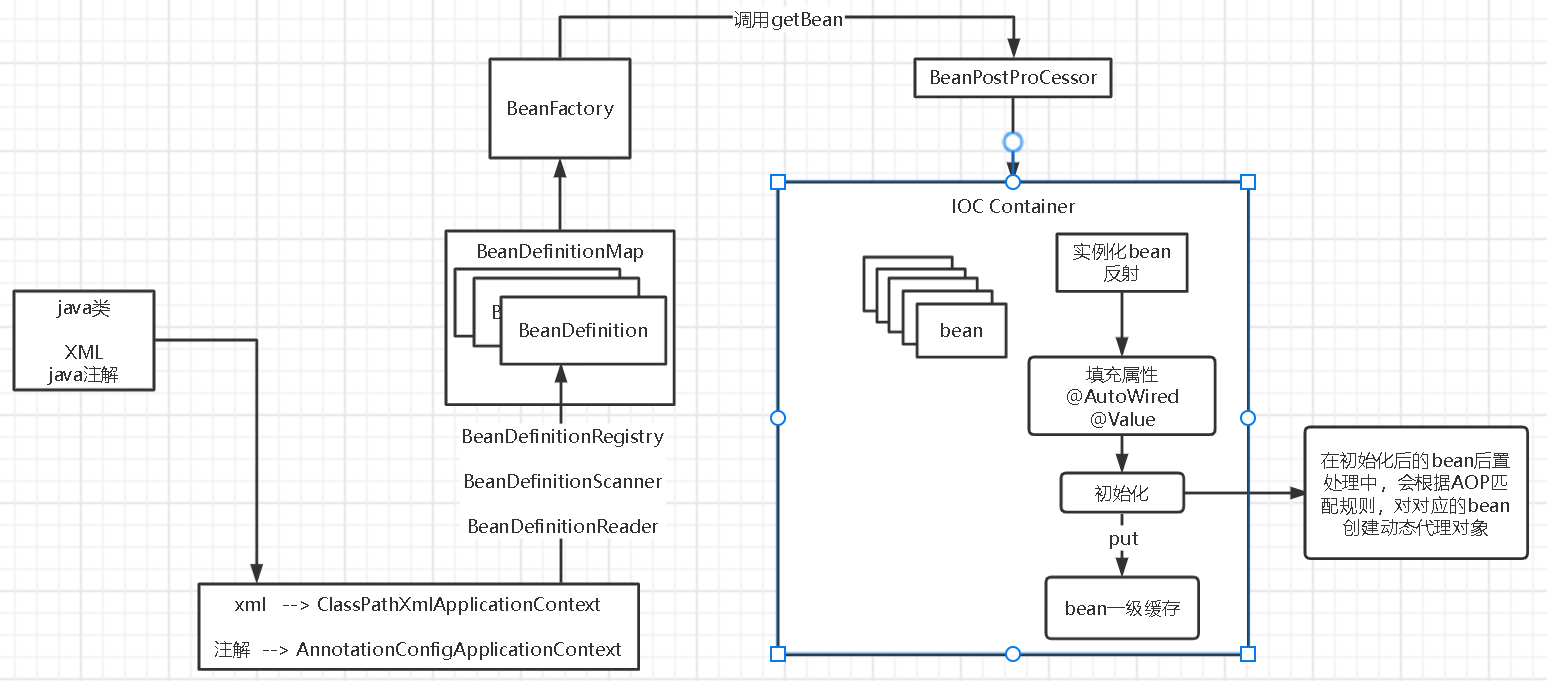 调用getBean
BeanFactory
BeanPostProCessor
BeanDefinitionMap
B
BeanDefinition
java类
XML
java注解
BeanDefinitionRegistry
BeanDefinitionScanner
BeanDefinitionReader
xml --> ClassPathXmlApplicationContext
注解 --> AnnotationConfigApplicationContext
IOC Container
bean
实例化bean
反射
填充属性
@AutoWired
@Value
初始化
put
bean一级缓存
在初始化后的bean后置
处理中，会根据AOP匹
配规则，对对应的bean
创建动态代理对象